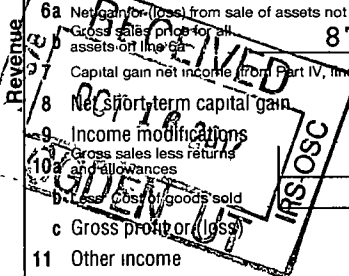 Revenue
6a Net gain or (loss) from sale of assets not
b Gross sales price for all
assets on line 6a
8
7 Capital gain net income (from Part IV, line
8 Net short-term capital gain
9 Income modifications
10a Gross sales less returns
and allowances
b Less: Cost of goods sold
c Gross profit or (loss)
11 Other income
RECEIVED
OCT 16 2017
IRS-OSC
OGDEN UT